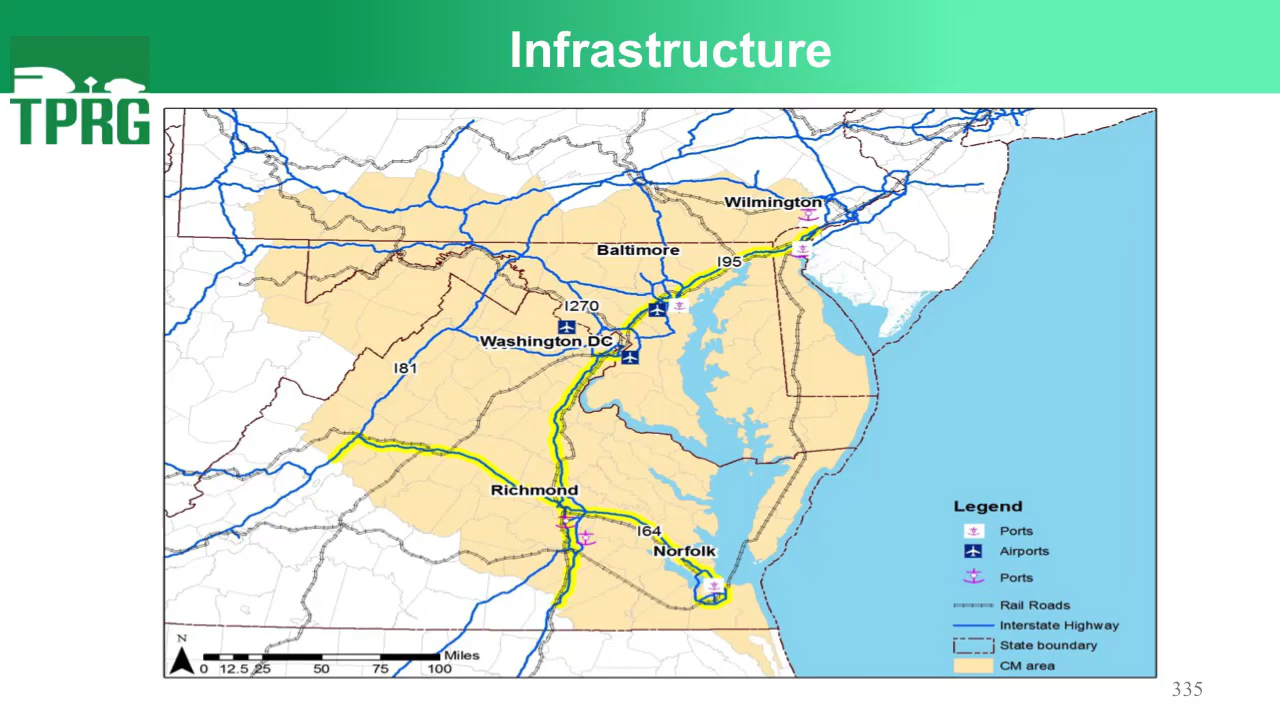 Infrastructure
TPRG
Wilmington
Baltimore
I95
I270
Washington DC
I81
Richmond
I64
Norfolk
Legend
Ports
Airports
Ports
Rail Roads
Interstate Highway
State boundary
CM area
N
Miles
0 12.5 25 50 75 100
335